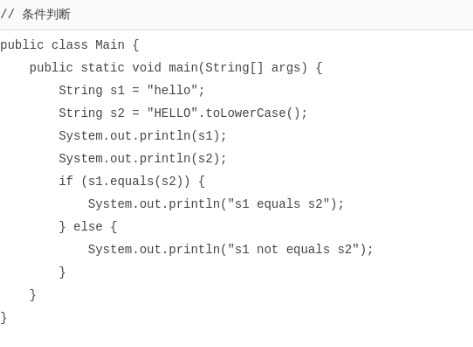 // 条件判断
public class Main {
    public static void main(String[] args) {
        String s1 = "hello";
        String s2 = "HELLO".toLowerCase();
        System.out.println(s1);
        System.out.println(s2);
        if (s1.equals(s2)) {
            System.out.println("s1 equals s2");
        } else {
            System.out.println("s1 not equals s2");
        }
    }
}